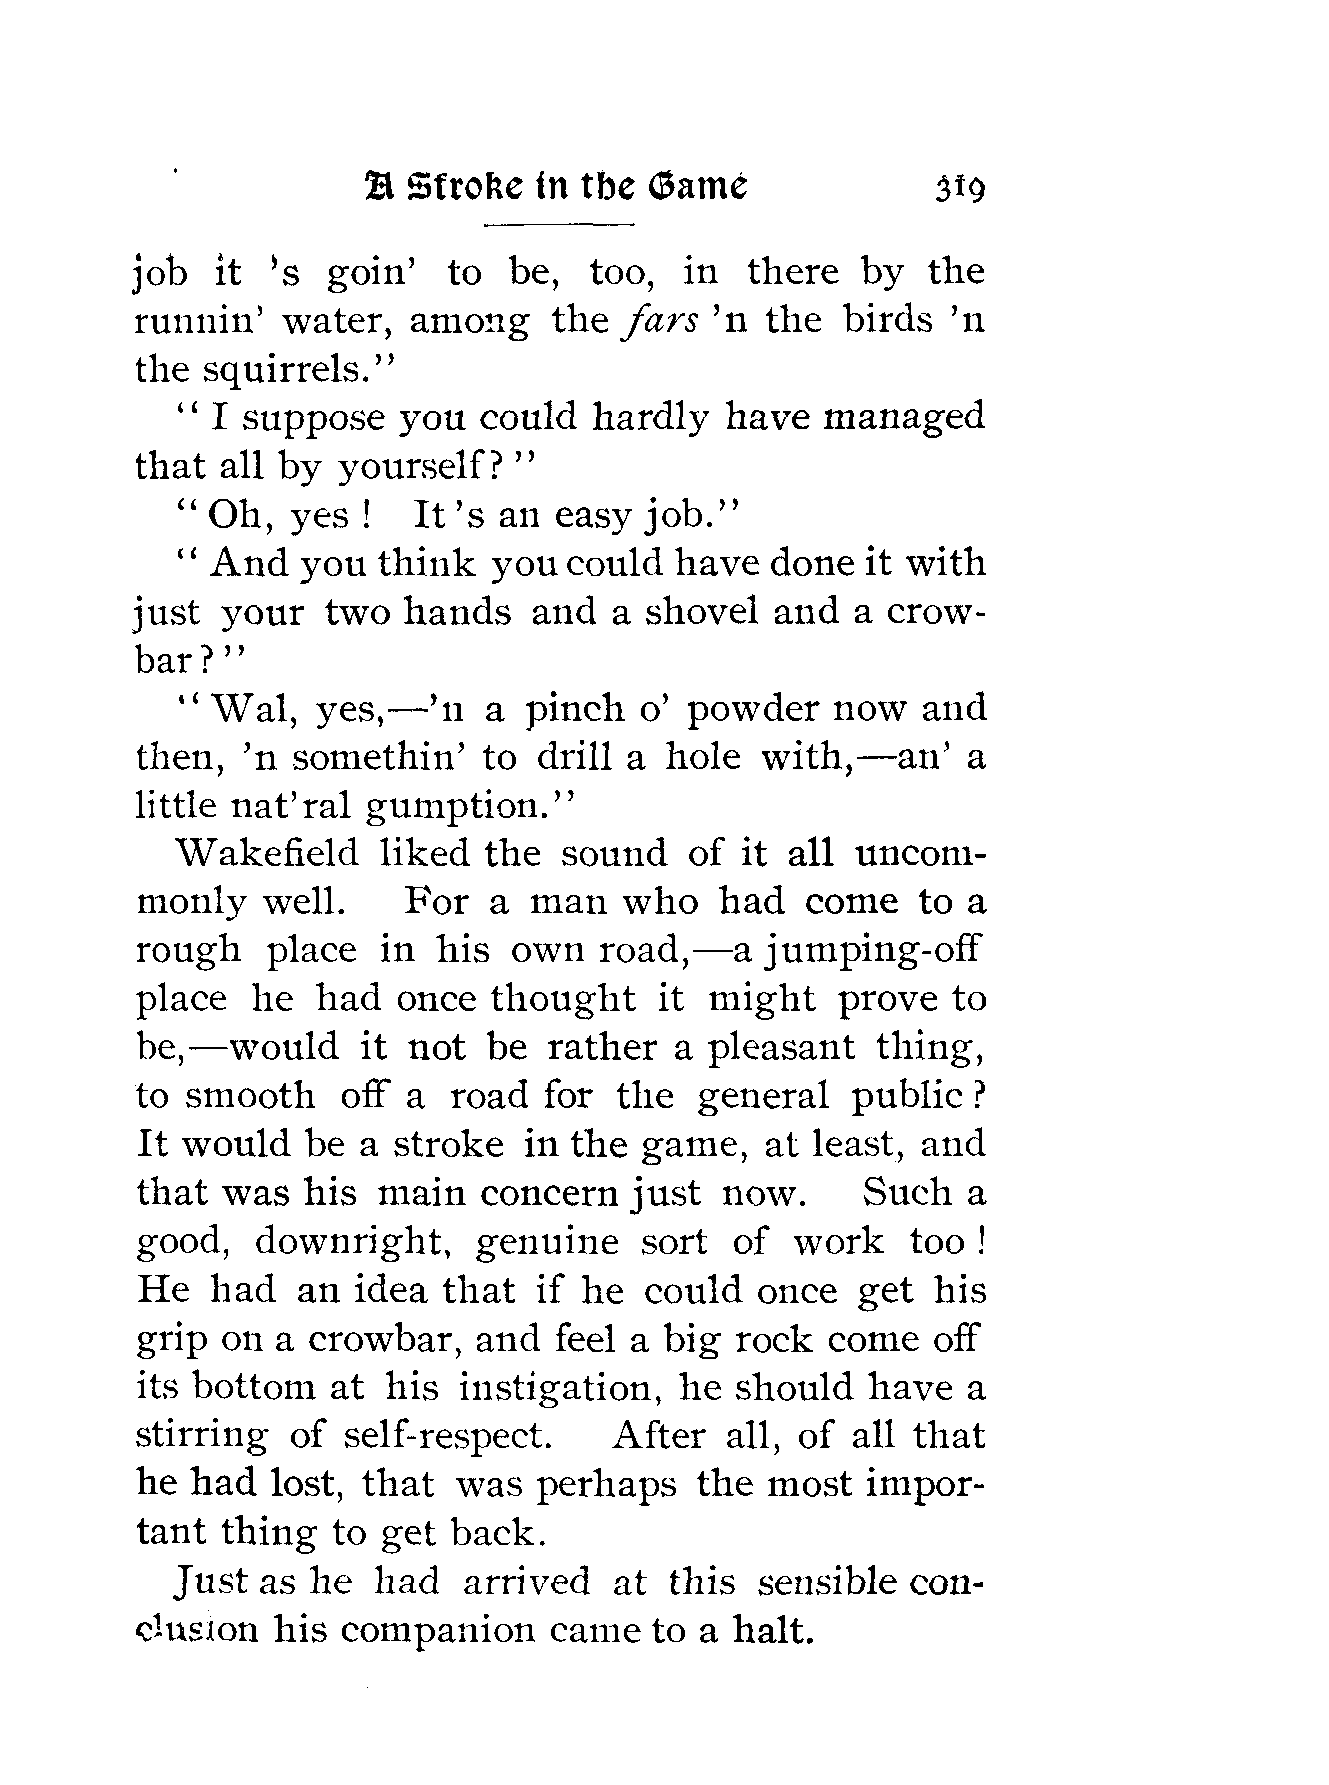 A Stroke in the Game 319
job it 's goin' to be, too, in there by the
runnin' water, among the fars 'n the birds 'n
the squirrels."
"I suppose you could hardly have managed
that all by yourself?"
"Oh, yes! It 's an easy job."
"And you think you could have done it with
just your two hands and a shovel and a crow-
bar?"
"Wal, yes,—'n a pinch o' powder now and
then, 'n somethin' to drill a hole with,—an' a
little nat'ral gumption."
Wakefield liked the sound of it all uncom-
monly well. For a man who had come to a
rough place in his own road,—a jumping-off
place he had once thought it might prove to
be,—would it not be rather a pleasant thing,
to smooth off a road for the general public?
It would be a stroke in the game, at least, and
that was his main concern just now. Such a
good, downright, genuine sort of work too!
He had an idea that if he could once get his
grip on a crowbar, and feel a big rock come off
its bottom at his instigation, he should have a
stirring of self-respect. After all, of all that
he had lost, that was perhaps the most impor-
tant thing to get back.
Just as he had arrived at this sensible con-
clusion his companion came to a halt.